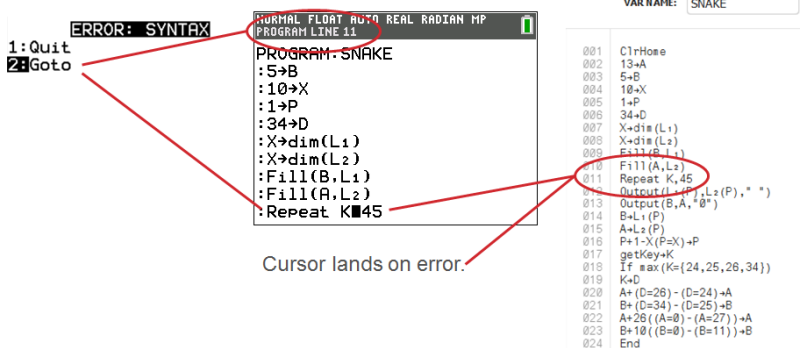 ERROR: SYNTAX
1:Quit
2:Goto
NORMAL FLOAT AUTO REAL RADIAN MP
PROGRAM LINE 11
PROGRAM:SNAKE
:5→B
:10→X
:1→P
:34→D
:X→dim(L₁)
:X→dim(L₂)
:Fill(B,L₁)
:Fill(A,L₂)
:Repeat K 45
Cursor lands on error.
VAR NAME: SNAKE
001 ClrHome
002 13→A
003 5→B
004 10→X
005 1→P
006 34→D
007 X→dim(L₁)
008 X→dim(L₂)
009 Fill(B,L₁)
010 Fill(A,L₂)
011 Repeat K,45
012 Output(L₁(P),L₂(P)," ")
013 Output(B,A,"0")
014 B→L₁(P)
015 A→L₂(P)
016 P+1-X(P=X)→P
017 getKey→K
018 If max(K={24,25,26,34})
019 K→D
020 A+(D=26)-(D=24)→A
021 B+(D=34)-(D=25)→B
022 A+26((A=0)-(A=27))→A
023 B+10((B=0)-(B=11))→B
024 End